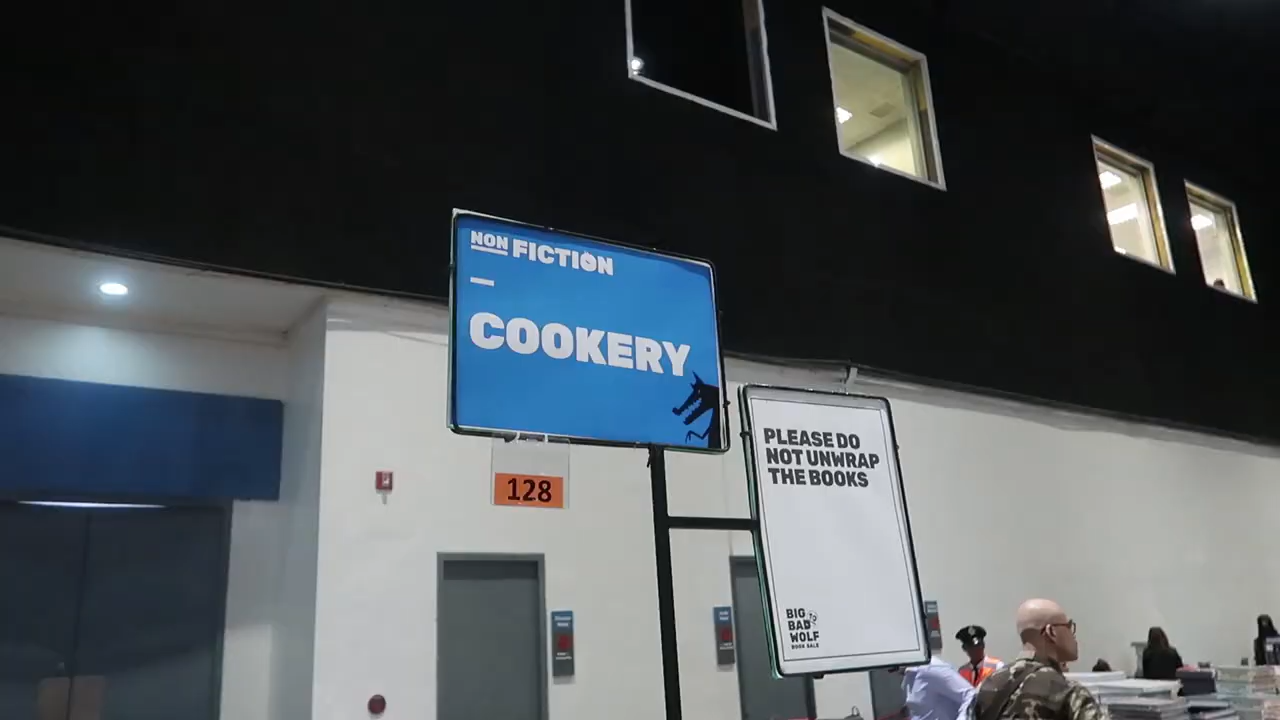 NON FICTION
COOKERY
128
PLEASE DO
NOT UNWRAP
THE BOOKS
BIG
BAD
WOLF
BOOK SALE